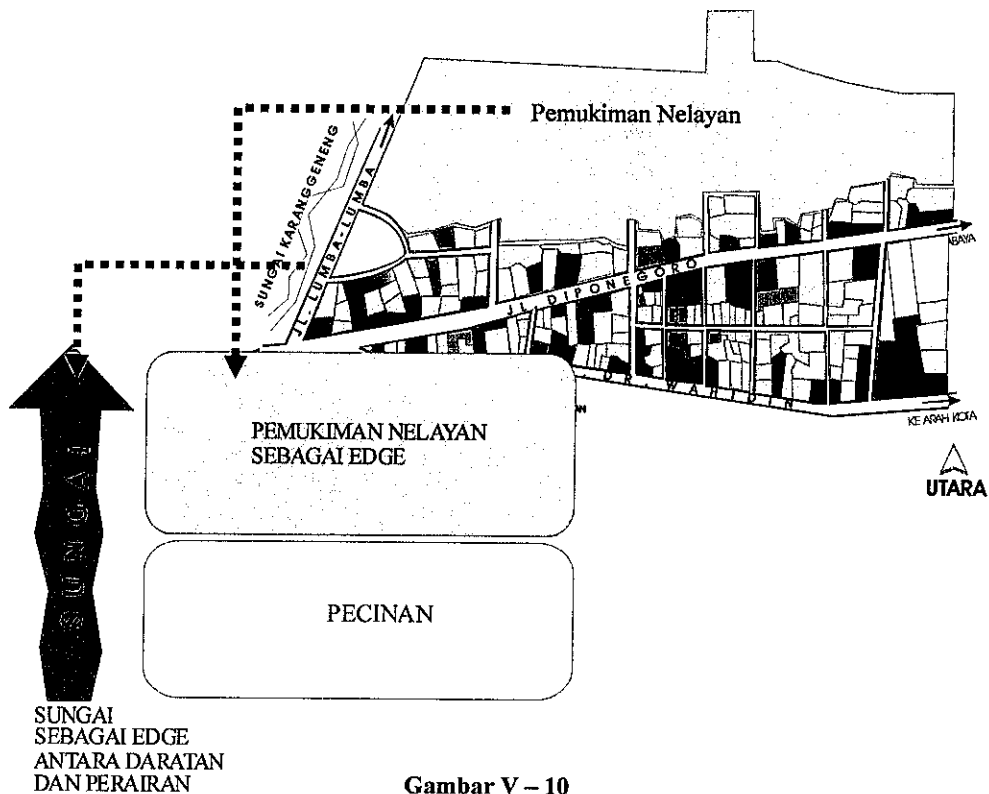 Pemukiman Nelayan
SUNGAI KARANGGENENG
JL. LUMBA-LUMBA
JL. DIPONEGORO
DR. WAHIDIN
KE ARAH KOTA
UTARA
PEMUKIMAN NELAYAN
SEBAGAI EDGE
SUNGAI
PECINAN
SUNGAI
SEBAGAI EDGE
ANTARA DARATAN
DAN PERAIRAN
Gambar V – 10